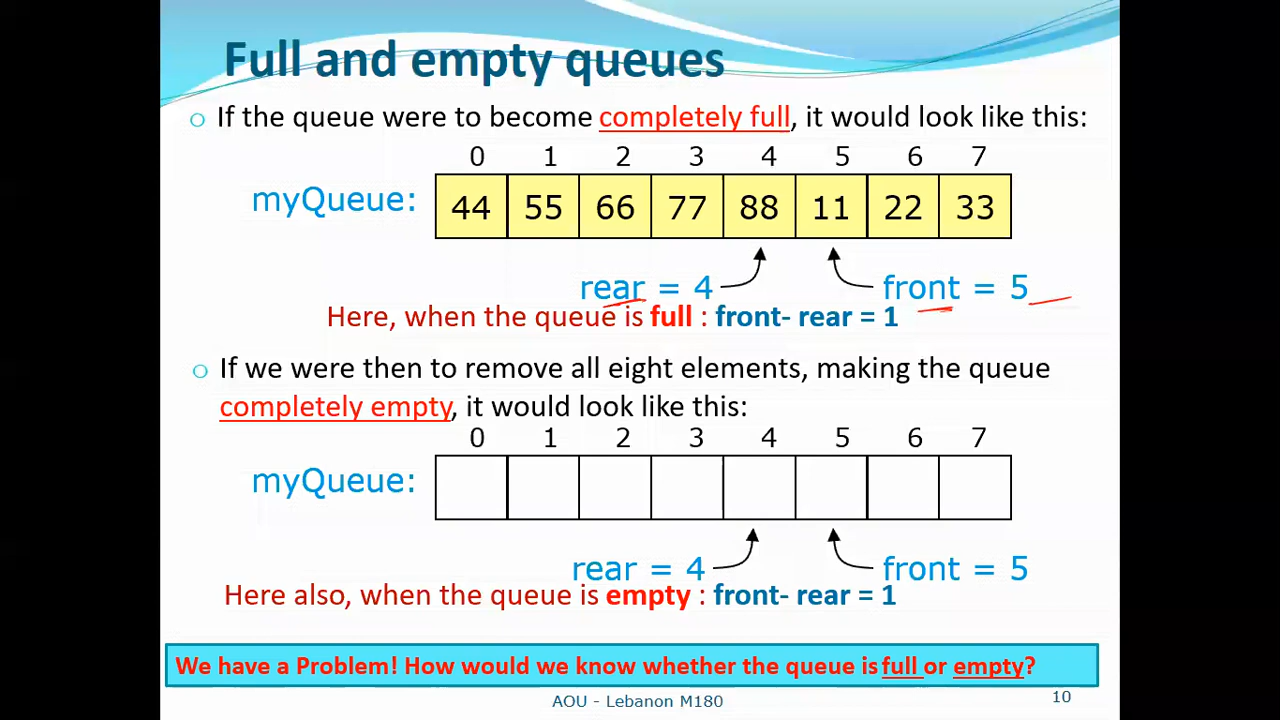 Full and empty queues
o If the queue were to become completely full, it would look like this:
0 1 2 3 4 5 6 7
myQueue: 44 55 66 77 88 11 22 33
rear = 4 front = 5
Here, when the queue is full : front- rear = 1
o If we were then to remove all eight elements, making the queue
completely empty, it would look like this:
0 1 2 3 4 5 6 7
myQueue:
rear = 4 front = 5
Here also, when the queue is empty : front- rear = 1
We have a Problem! How would we know whether the queue is full or empty?
AOU - Lebanon M180 10